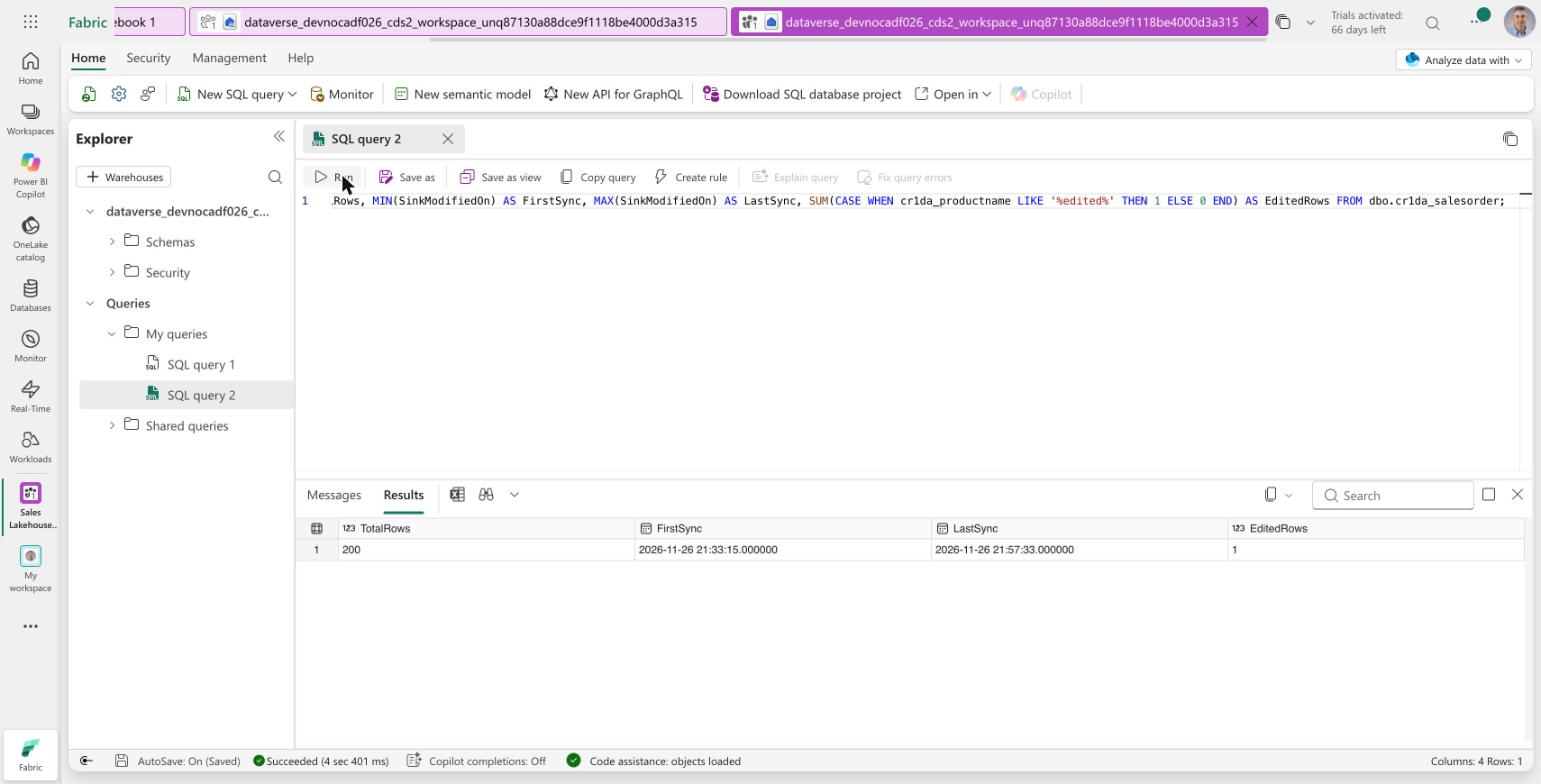 Fabric
ebook 1
dataverse_devnocadf026_cds2_workspace_unq87130a88dce9f1118be4000d3a315
dataverse_devnocadf026_cds2_workspace_unq87130a88dce9f1118be4000d3a315
Trials activated:
66 days left
Home
Workspaces
Power BI
Copilot
OneLake
catalog
Databases
Monitor
Real-Time
Workloads
Sales
Lakehouse..
My
workspace
Fabric
Home Security Management Help
Analyze data with
New SQL query Monitor New semantic model New API for GraphQL Download SQL database project Open in Copilot
Explorer
Warehouses
dataverse_devnocadf026_c...
Schemas
Security
Queries
My queries
SQL query 1
SQL query 2
Shared queries
SQL query 2
Run Save as Save as view Copy query Create rule Explain query Fix query errors
1 .Rows, MIN(SinkModifiedOn) AS FirstSync, MAX(SinkModifiedOn) AS LastSync, SUM(CASE WHEN cr1da_productname LIKE '%edited%' THEN 1 ELSE 0 END) AS EditedRows FROM dbo.cr1da_salesorder;
Messages Results
Search
123 TotalRows FirstSync LastSync 123 EditedRows
1 200 2026-11-26 21:33:15.000000 2026-11-26 21:57:33.000000 1
AutoSave: On (Saved) Succeeded (4 sec 401 ms) Copilot completions: Off Code assistance: objects loaded Columns: 4 Rows: 1